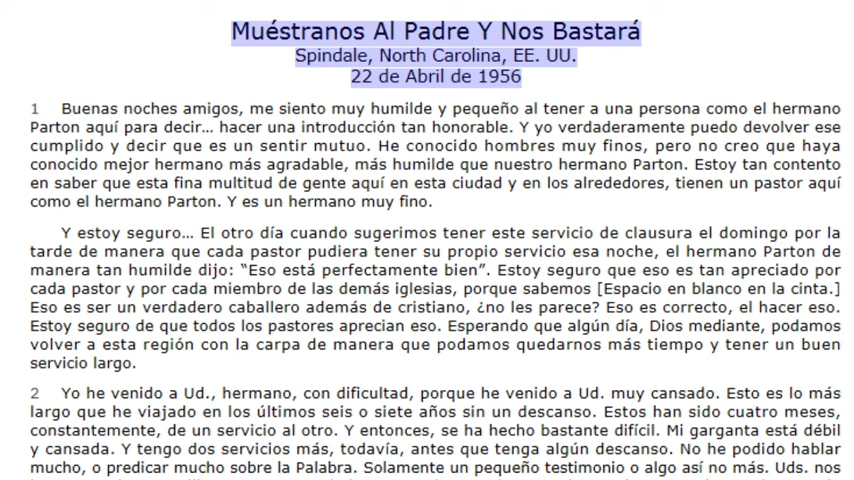 Muéstranos Al Padre Y Nos Bastará
Spindale, North Carolina, EE. UU.
22 de Abril de 1956
1 Buenas noches amigos, me siento muy humilde y pequeño al tener a una persona como el hermano
Parton aquí para decir… hacer una introducción tan honorable. Y yo verdaderamente puedo devolver ese
cumplido y decir que es un sentir mutuo. He conocido hombres muy finos, pero no creo que haya
conocido mejor hermano más agradable, más humilde que nuestro hermano Parton. Estoy tan contento
en saber que esta fina multitud de gente aquí en esta ciudad y en los alrededores, tienen un pastor aquí
como el hermano Parton. Y es un hermano muy fino.
Y estoy seguro… El otro día cuando sugerimos tener este servicio de clausura el domingo por la
tarde de manera que cada pastor pudiera tener su propio servicio esa noche, el hermano Parton de
manera tan humilde dijo: “Eso está perfectamente bien”. Estoy seguro que eso es tan apreciado por
cada pastor y por cada miembro de las demás iglesias, porque sabemos [Espacio en blanco en la cinta.]
Eso es ser un verdadero caballero además de cristiano, ¿no les parece? Eso es correcto, el hacer eso.
Estoy seguro de que todos los pastores aprecian eso. Esperando que algún día, Dios mediante, podamos
volver a esta región con la carpa de manera que podamos quedarnos más tiempo y tener un buen
servicio largo.
2 Yo he venido a Ud., hermano, con dificultad, porque he venido a Ud. muy cansado. Esto es lo más
largo que he viajado en los últimos seis o siete años sin un descanso. Estos han sido cuatro meses,
constantemente, de un servicio al otro. Y entonces, se ha hecho bastante difícil. Mi garganta está débil
y cansada. Y tengo dos servicios más, todavía, antes que tenga algún descanso. No he podido hablar
mucho, o predicar mucho sobre la Palabra. Solamente un pequeño testimonio o algo así no más. Uds. nos